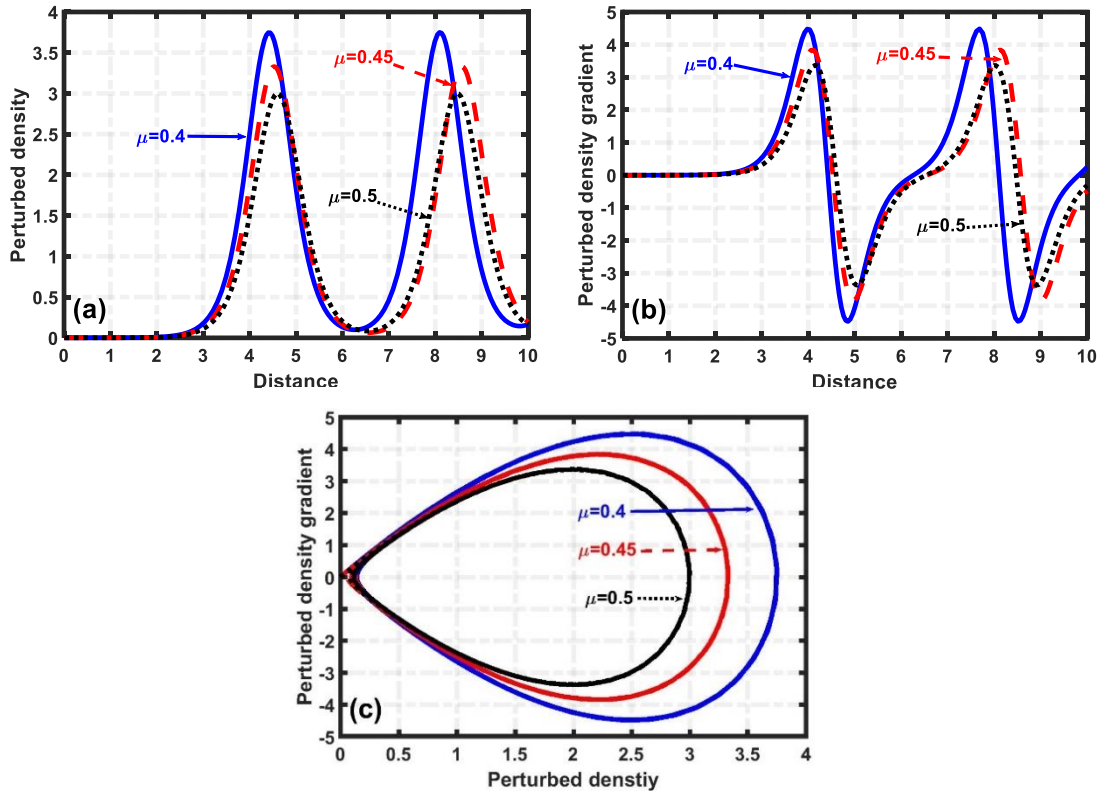 4
3.5
3
2.5
2
1.5
1
0.5
0
Perturbed density
μ=0.45
μ=0.4
μ=0.5
(a)
0 1 2 3 4 5 6 7 8 9 10
Distance
5
4
3
2
1
0
-1
-2
-3
-4
-5
Perturbed density gradient
μ=0.4
μ=0.45
μ=0.5
(b)
0 1 2 3 4 5 6 7 8 9 10
Distance
5
4
3
2
1
0
-1
-2
-3
-4
-5
Perturbed density gradient
μ=0.4
μ=0.45
μ=0.5
(c)
0 0.5 1 1.5 2 2.5 3 3.5 4
Perturbed denstiy